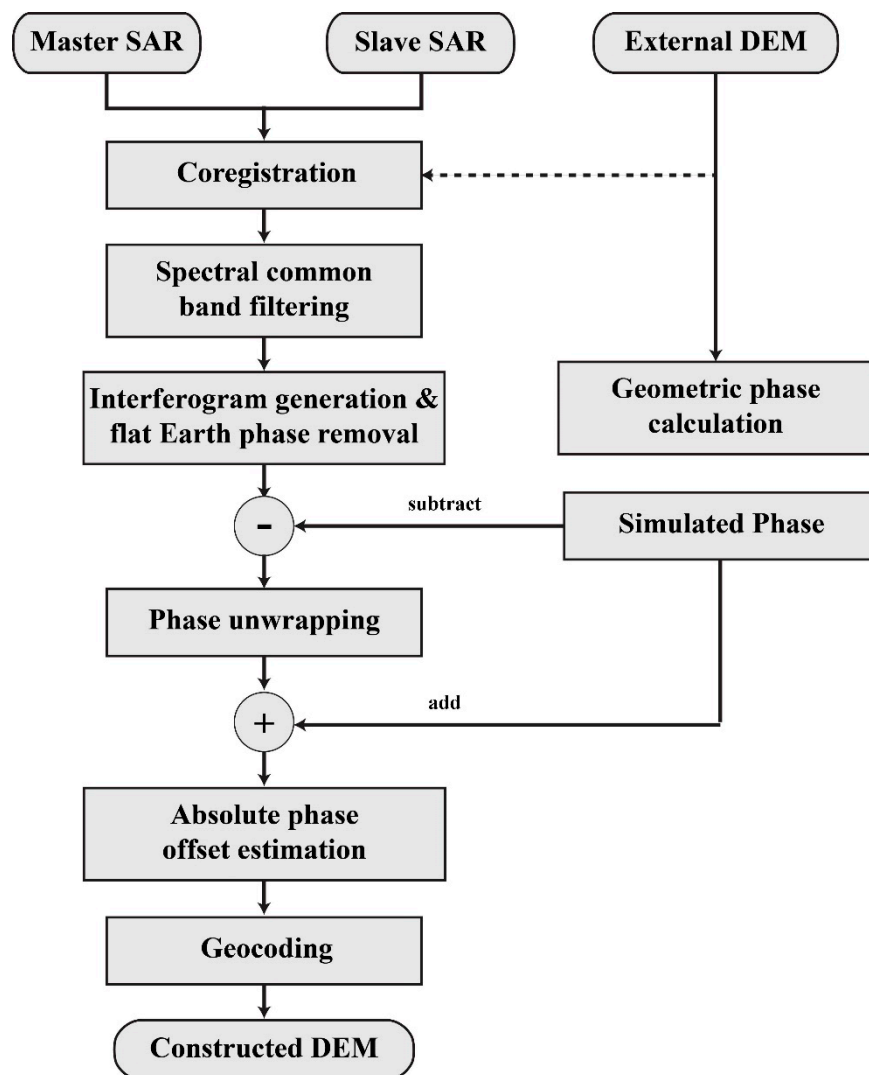 Master SAR
Slave SAR
External DEM
Coregistration
Spectral common
band filtering
Interferogram generation &
flat Earth phase removal
Geometric phase
calculation
-
subtract
Simulated Phase
Phase unwrapping
+
add
Absolute phase
offset estimation
Geocoding
Constructed DEM